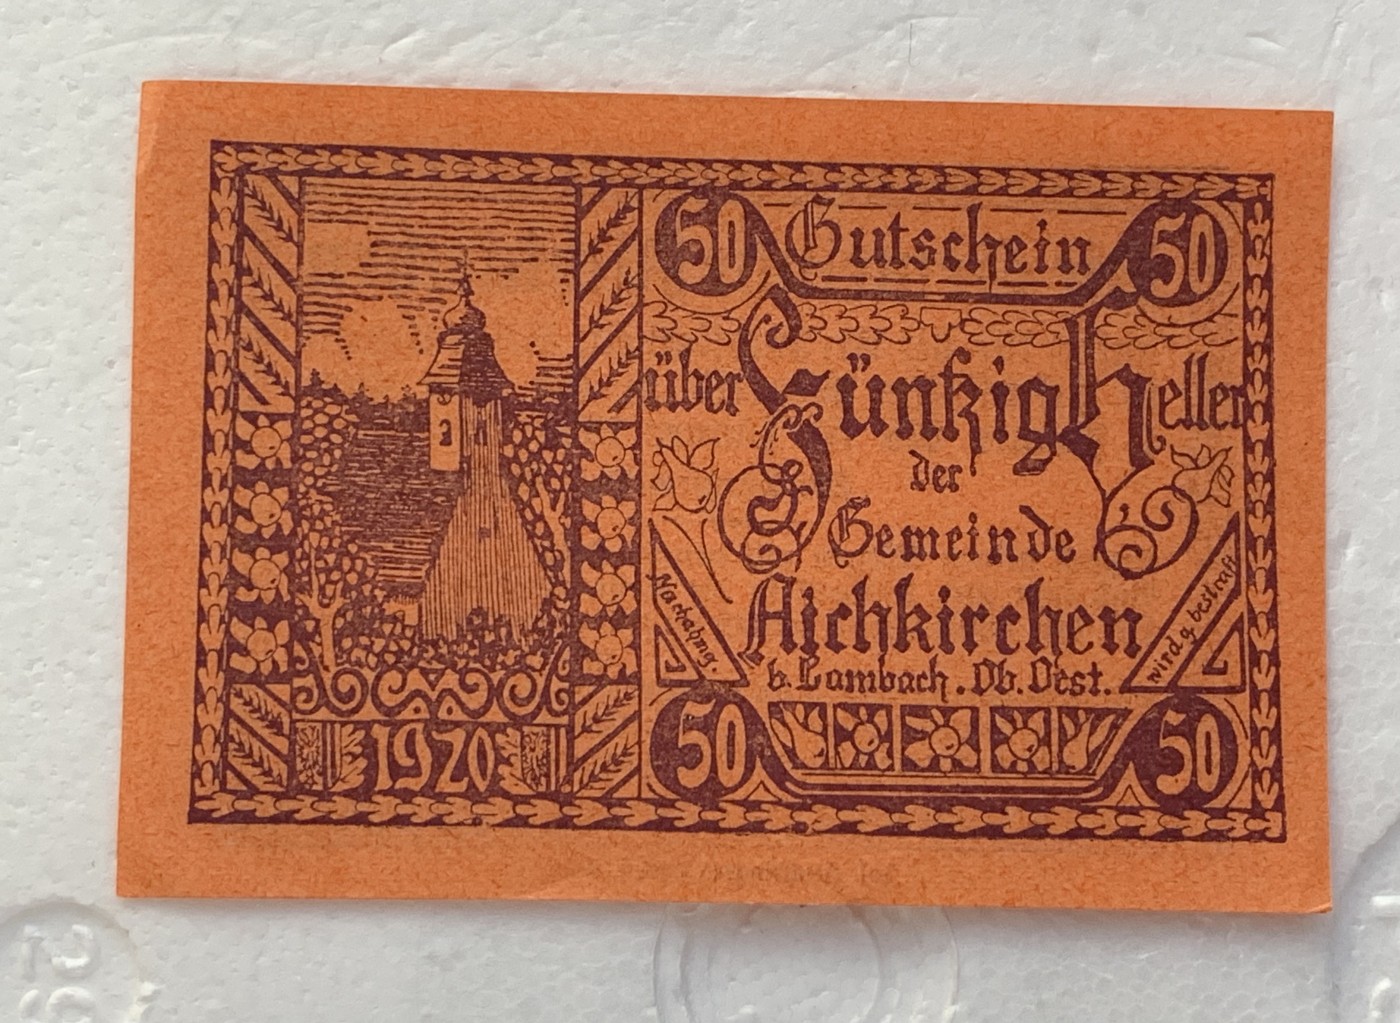 50 Gutschein 50
über Fünfzig Heller
der
Gemeinde
Aichkirchen
b. Lambach. Ob. Oest.
Nachahmg.
wird g. bestraft
50 50
1920